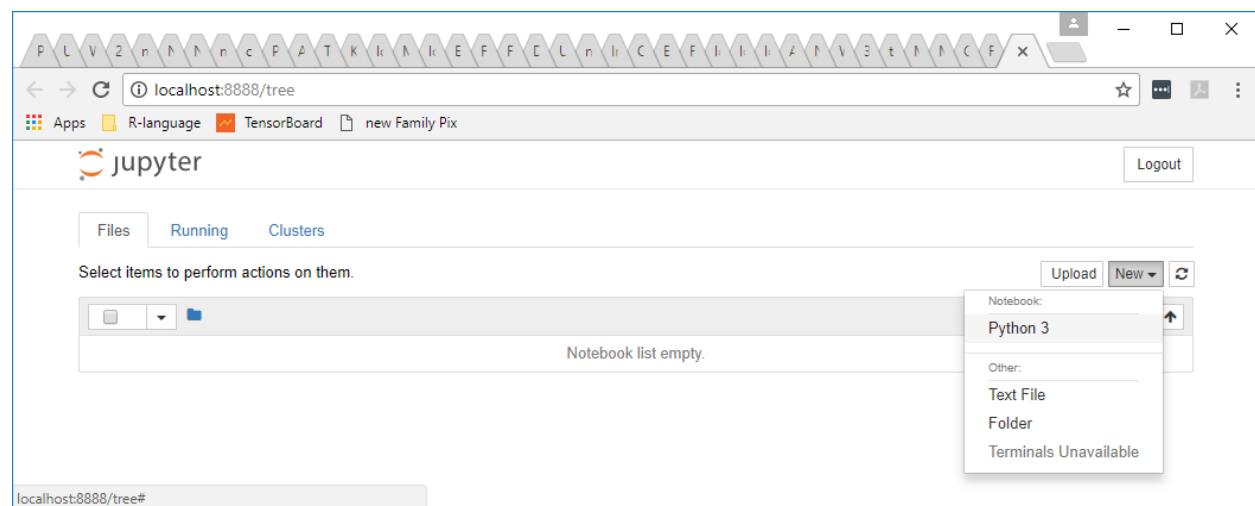 P L V 2 n c P A T K E F F E L n C E F A V 3 t C F
localhost:8888/tree
Apps R-language TensorBoard new Family Pix
jupyter Logout
Files Running Clusters
Select items to perform actions on them. Upload New
Notebook:
Python 3
Notebook list empty.
Other:
Text File
Folder
Terminals Unavailable
localhost:8888/tree#